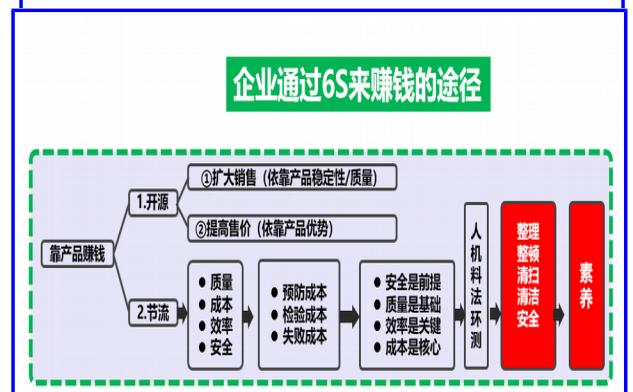 企业通过6S来赚钱的途径
靠产品赚钱
1.开源
①扩大销售（依靠产品稳定性/质量）
②提高售价（依靠产品优势）
2.节流
● 质量
● 成本
● 效率
● 安全
● 预防成本
● 检验成本
● 失败成本
● 安全是前提
● 质量是基础
● 效率是关键
● 成本是核心
人机料法环测
整理
整顿
清扫
清洁
安全
素养